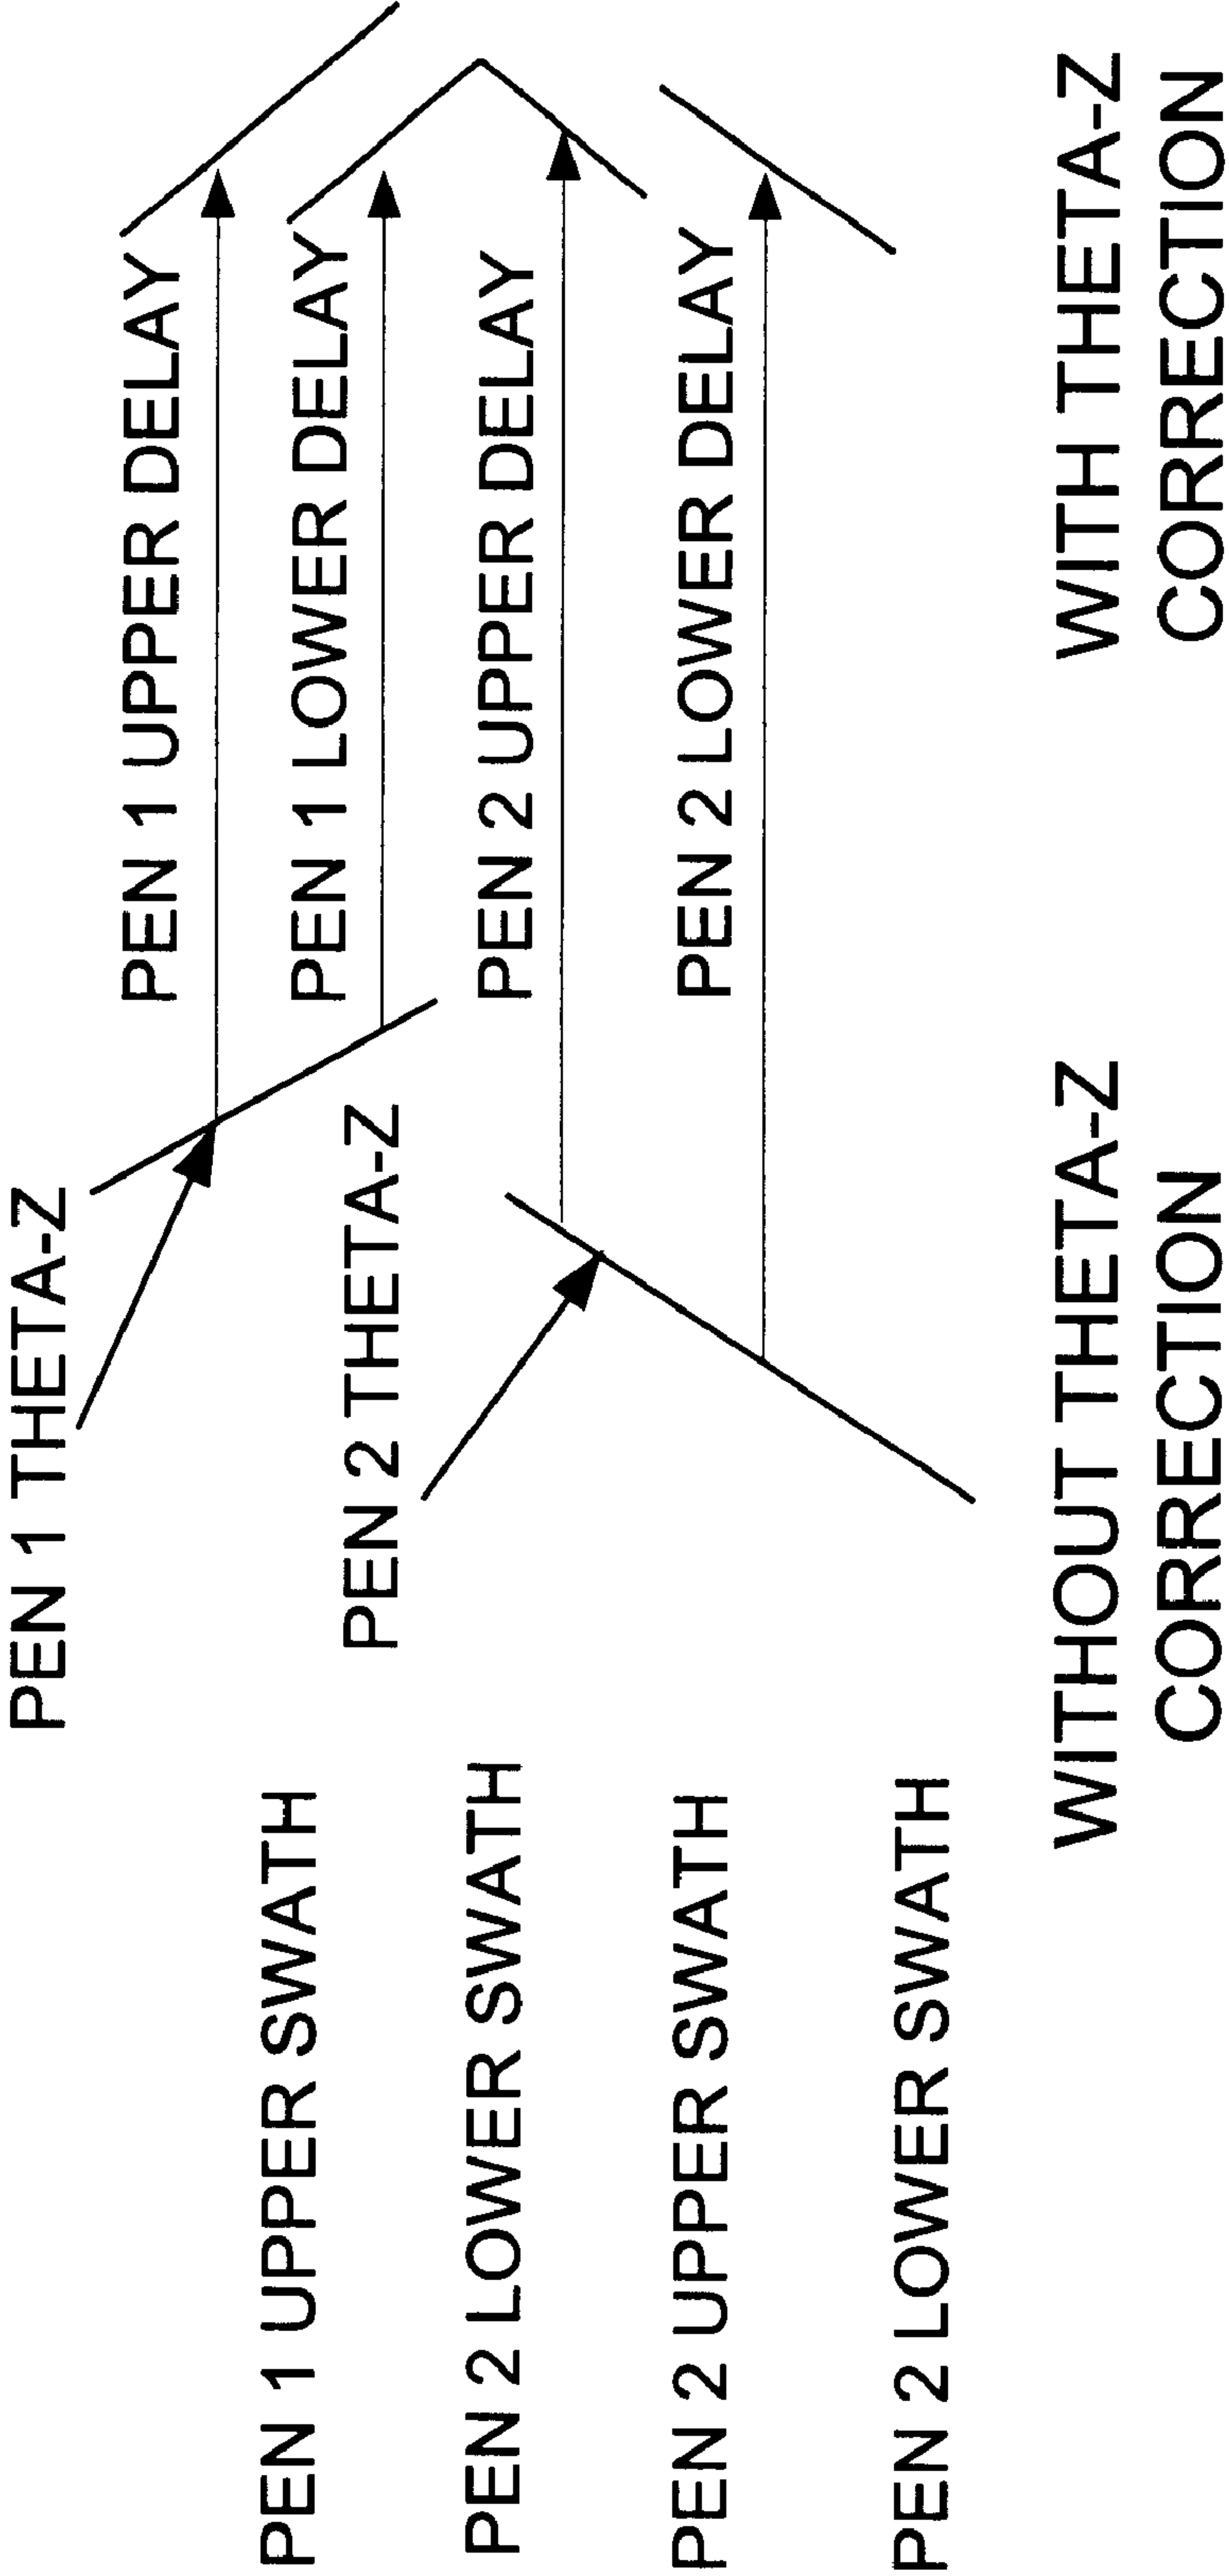 PEN 1 THETA-Z
PEN 1 UPPER DELAY
PEN 1 UPPER SWATH
PEN 1 LOWER DELAY
PEN 2 THETA-Z
PEN 2 LOWER SWATH
PEN 2 UPPER DELAY
PEN 2 UPPER SWATH
PEN 2 LOWER DELAY
PEN 2 LOWER SWATH
WITHOUT THETA-Z
CORRECTION
WITH THETA-Z
CORRECTION